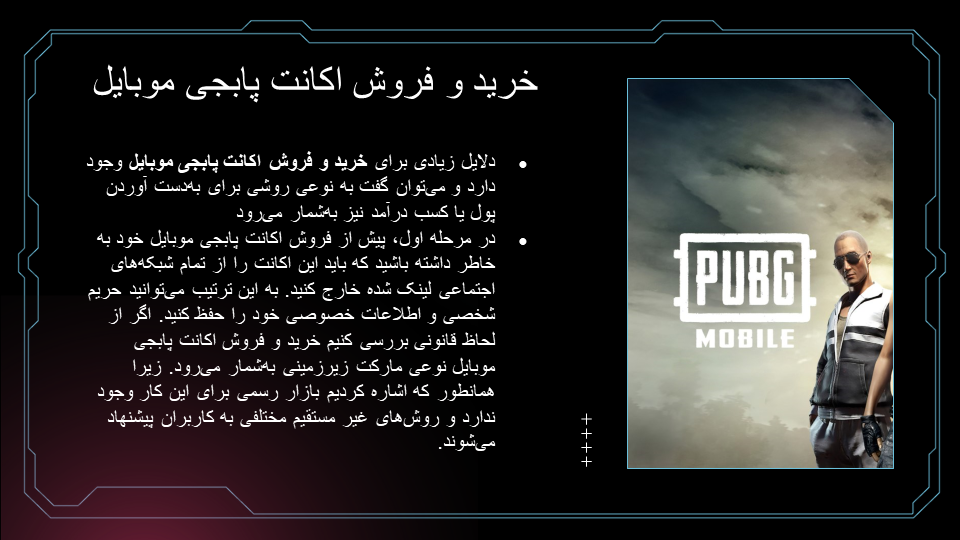 خرید و فروش اکانت پابجی موبایل
• دلایل زیادی برای خرید و فروش اکانت پابجی موبایل وجود
دارد و می‌توان گفت به نوعی روشی برای به‌دست آوردن
پول یا کسب درآمد نیز به‌شمار می‌رود
• در مرحله اول، پیش از فروش اکانت پابجی موبایل خود به
خاطر داشته باشید که باید این اکانت را از تمام شبکه‌های
اجتماعی لینک شده خارج کنید. به این ترتیب می‌توانید حریم
شخصی و اطلاعات خصوصی خود را حفظ کنید. اگر از
لحاظ قانونی بررسی کنیم خرید و فروش اکانت پابجی
موبایل نوعی مارکت زیرزمینی به‌شمار می‌رود. زیرا
همانطور که اشاره کردیم بازار رسمی برای این کار وجود
ندارد و روش‌های غیر مستقیم مختلفی به کاربران پیشنهاد
می‌شوند.
PUBG
MOBILE